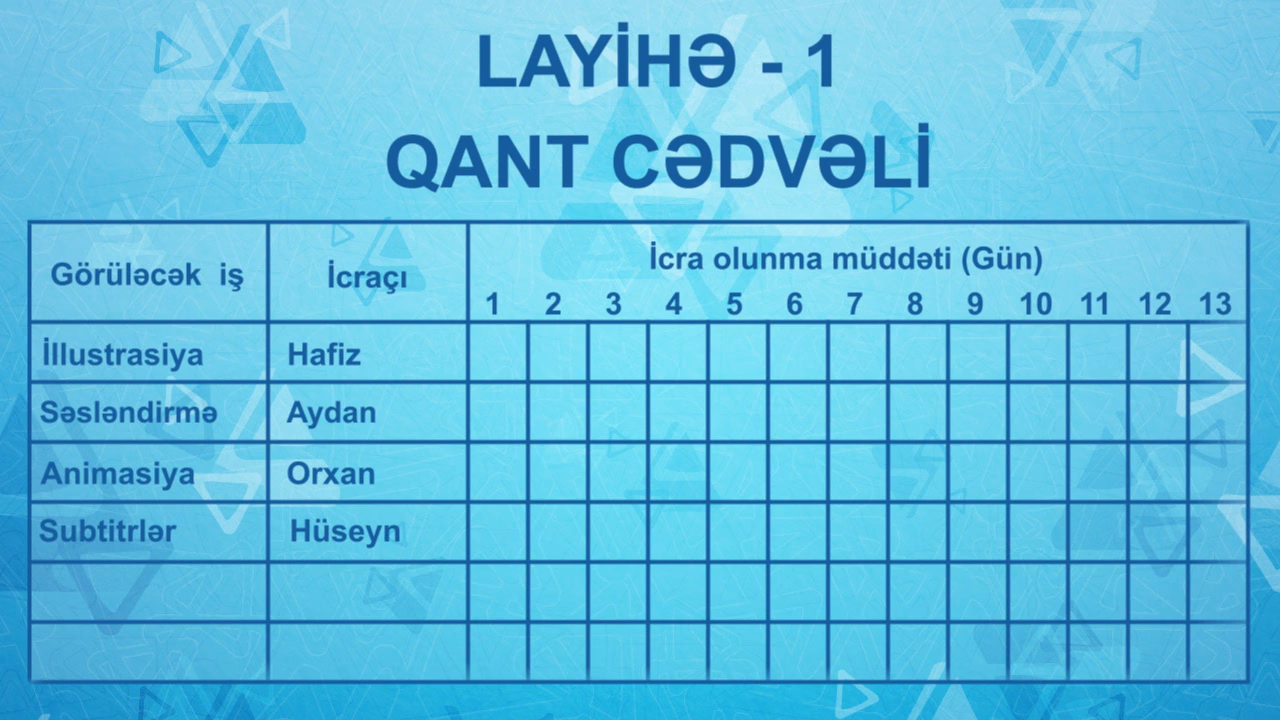 LAYİHƏ - 1
QANT CƏDVƏLİ
Görüləcək iş İcraçı İcra olunma müddəti (Gün)
1 2 3 4 5 6 7 8 9 10 11 12 13
İllustrasiya Hafiz
Səsləndirmə Aydan
Animasiya Orxan
Subtitrlər Hüseyn